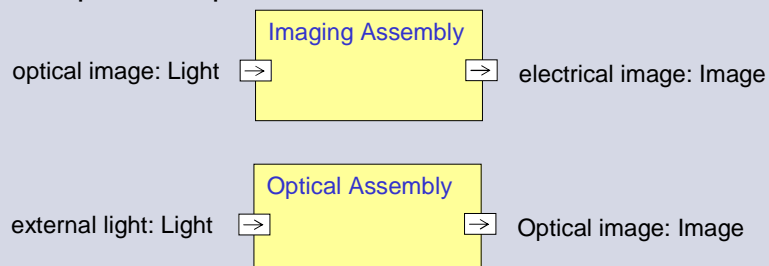 Imaging Assembly
optical image: Light
electrical image: Image
Optical Assembly
external light: Light
Optical image: Image